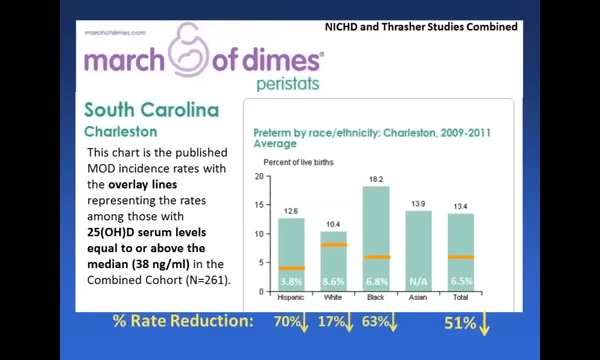 marchofdimes.com
NICHD and Thrasher Studies Combined
march of dimes®
peristats
South Carolina
Charleston
This chart is the published
MOD incidence rates with
the overlay lines
representing the rates
among those with
25(OH)D serum levels
equal to or above the
median (38 ng/ml) in the
Combined Cohort (N=261).
Preterm by race/ethnicity: Charleston, 2009-2011
Average
Percent of live births
20
15
10
5
0
12.6
10.4
18.2
13.9
13.4
3.8%
8.6%
6.8%
N/A
6.5%
Hispanic
White
Black
Asian
Total
% Rate Reduction: 70% 17% 63% 51%